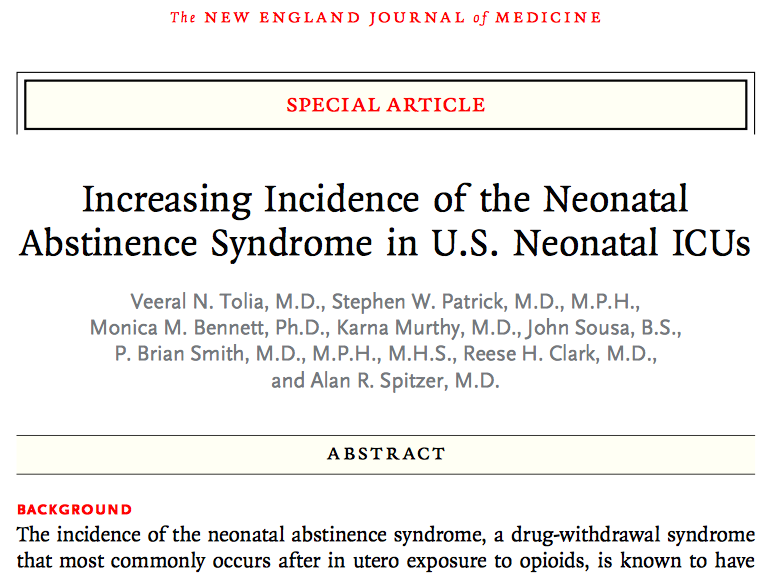 The NEW ENGLAND JOURNAL of MEDICINE
SPECIAL ARTICLE
Increasing Incidence of the Neonatal
Abstinence Syndrome in U.S. Neonatal ICUs
Veeral N. Tolia, M.D., Stephen W. Patrick, M.D., M.P.H.,
Monica M. Bennett, Ph.D., Karna Murthy, M.D., John Sousa, B.S.,
P. Brian Smith, M.D., M.P.H., M.H.S., Reese H. Clark, M.D.,
and Alan R. Spitzer, M.D.
ABSTRACT
BACKGROUND
The incidence of the neonatal abstinence syndrome, a drug-withdrawal syndrome
that most commonly occurs after in utero exposure to opioids, is known to have